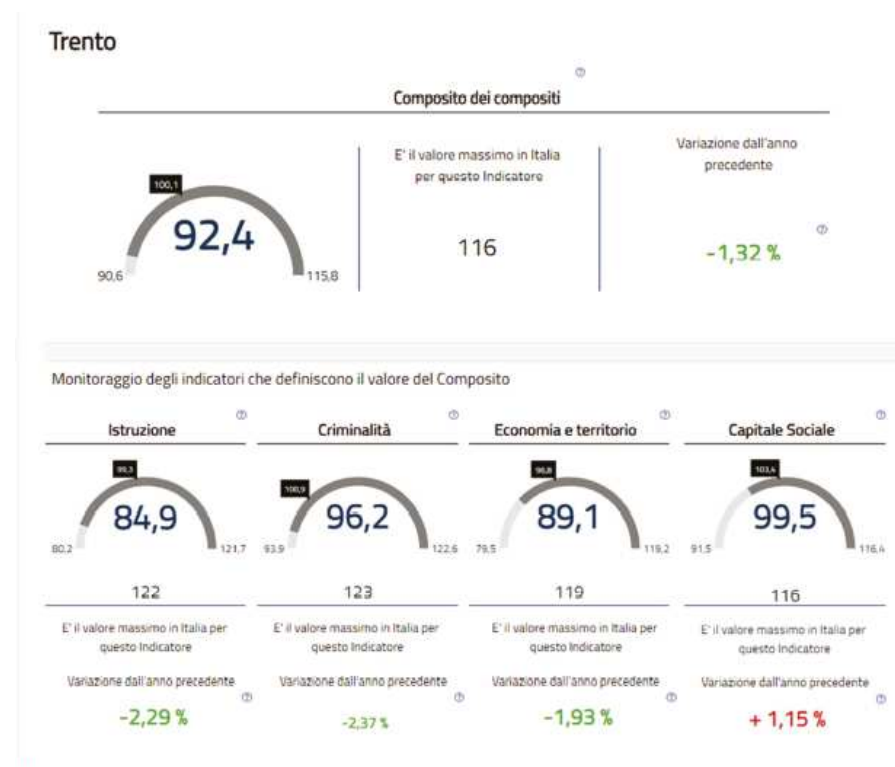 Trento
Composito dei compositi
100,1
92,4
90,6
115,8
E' il valore massimo in Italia
per questo Indicatore
116
Variazione dall'anno
precedente
-1,32 %
Monitoraggio degli indicatori che definiscono il valore del Composito
Istruzione
99,3
84,9
80,2
121,7
122
E' il valore massimo in Italia per
questo Indicatore
Variazione dall'anno precedente
-2,29 %
Criminalità
100,9
96,2
93,9
122,6
123
E' il valore massimo in Italia per
questo Indicatore
Variazione dall'anno precedente
-2,37 %
Economia e territorio
96,8
89,1
79,5
119,2
119
E' il valore massimo in Italia per
questo Indicatore
Variazione dall'anno precedente
-1,93 %
Capitale Sociale
103,4
99,5
91,5
116,4
116
E' il valore massimo in Italia per
questo Indicatore
Variazione dall'anno precedente
+ 1,15 %